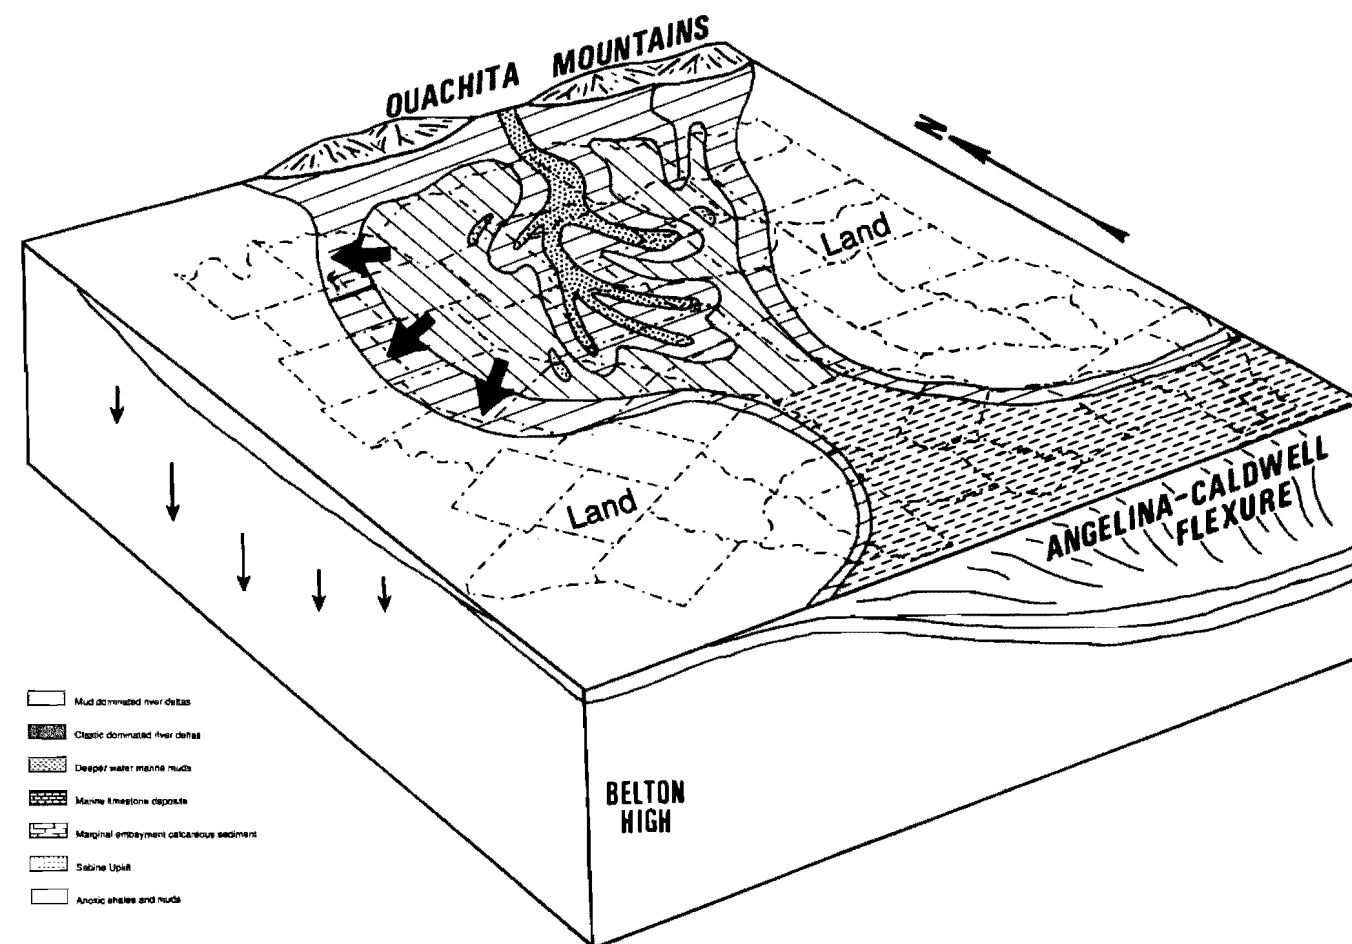 OUACHITA MOUNTAINS
N
Land
Land
ANGELINA-CALDWELL
FLEXURE
BELTON
HIGH
Mud dominated river deltas
Clastic dominated river deltas
Deeper water marine muds
Marine limestone deposits
Marginal embayment calcareous sediment
Sabine Uplift
Anoxic shales and muds